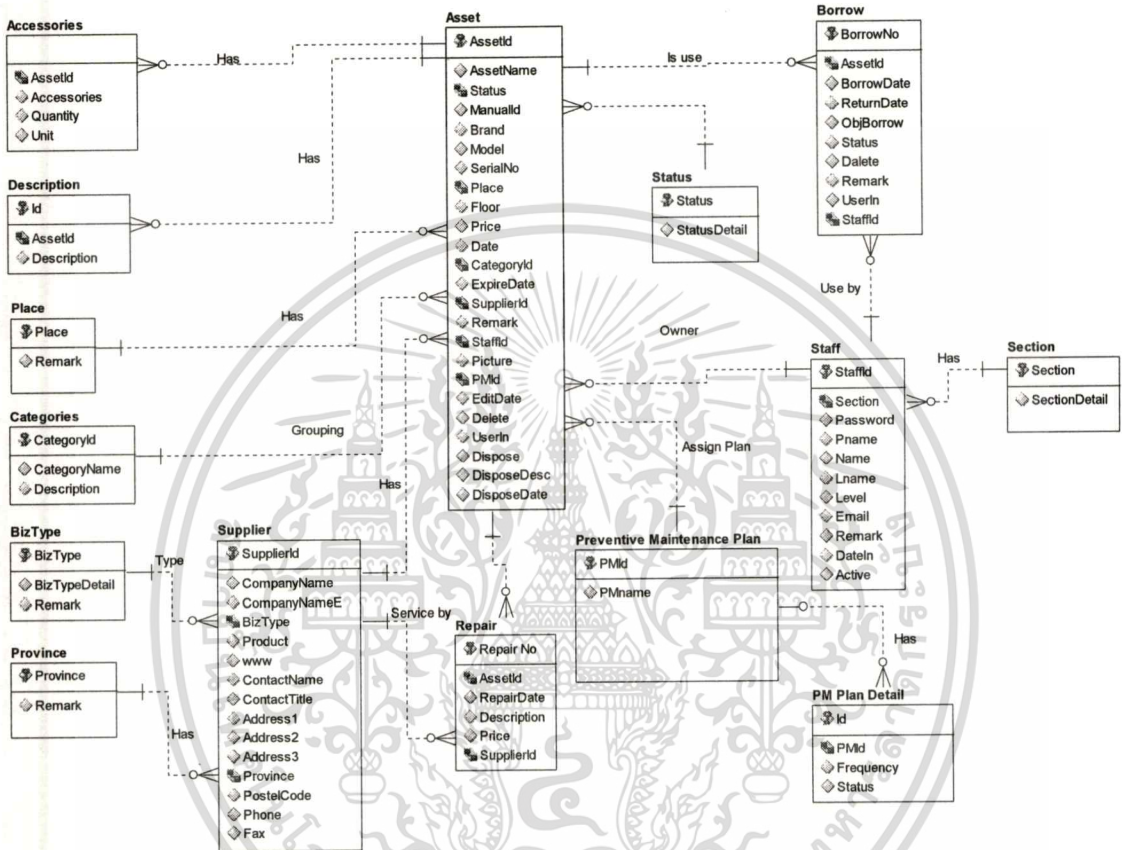 Accessories
AssetId
Accessories
Quantity
Unit
Has
Asset
AssetId
AssetName
Status
ManualId
Brand
Model
SerialNo
Place
Floor
Price
Date
CategoryId
ExpireDate
SupplierId
Remark
StaffId
Picture
PMId
EditDate
Delete
UserIn
Dispose
DisposeDesc
DisposeDate
Is use
Borrow
BorrowNo
AssetId
BorrowDate
ReturnDate
ObjBorrow
Status
Dalete
Remark
UserIn
StaffId
Has
Description
Id
AssetId
Description
Status
Status
StatusDetail
Use by
Place
Place
Remark
Has
Owner
Staff
StaffId
Section
Password
Pname
Name
Lname
Level
Email
Remark
DateIn
Active
Has
Section
Section
SectionDetail
Categories
CategoryId
CategoryName
Description
Grouping
Has
Assign Plan
BizType
BizType
BizTypeDetail
Remark
Type
Supplier
SupplierId
CompanyName
CompanyNameE
BizType
Product
www
ContactName
ContactTitle
Address1
Address2
Address3
Province
PostelCode
Phone
Fax
Service by
Preventive Maintenance Plan
PMId
PMname
Has
Repair
Repair No
AssetId
RepairDate
Description
Price
SupplierId
Province
Province
Remark
Has
PM Plan Detail
Id
PMId
Frequency
Status